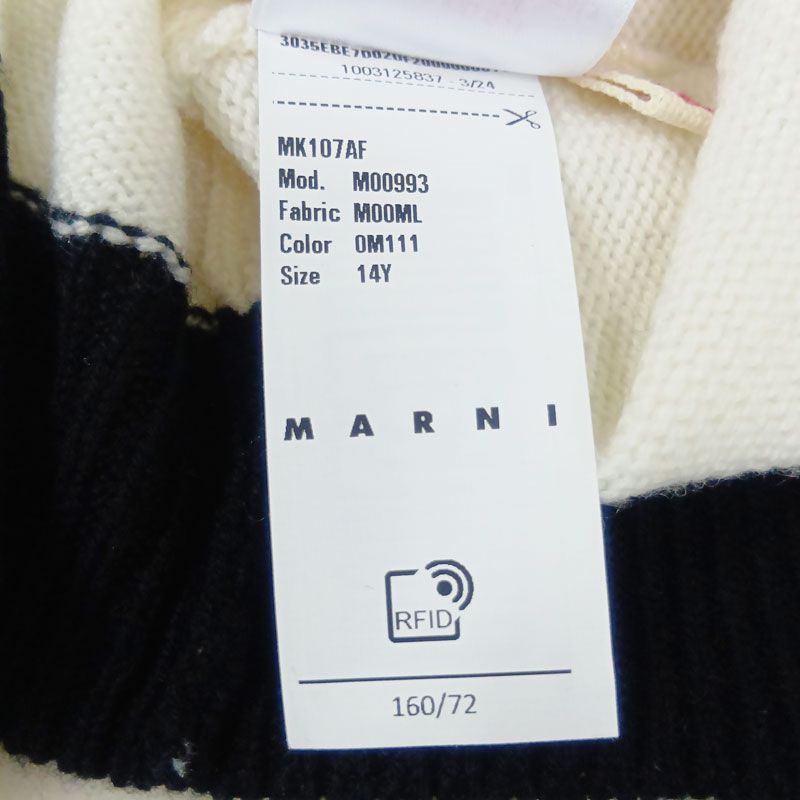 1003125837 - 3/24
MK107AF
Mod. M00993
Fabric M00ML
Color 0M111
Size 14Y
MARNI
RFID
160/72